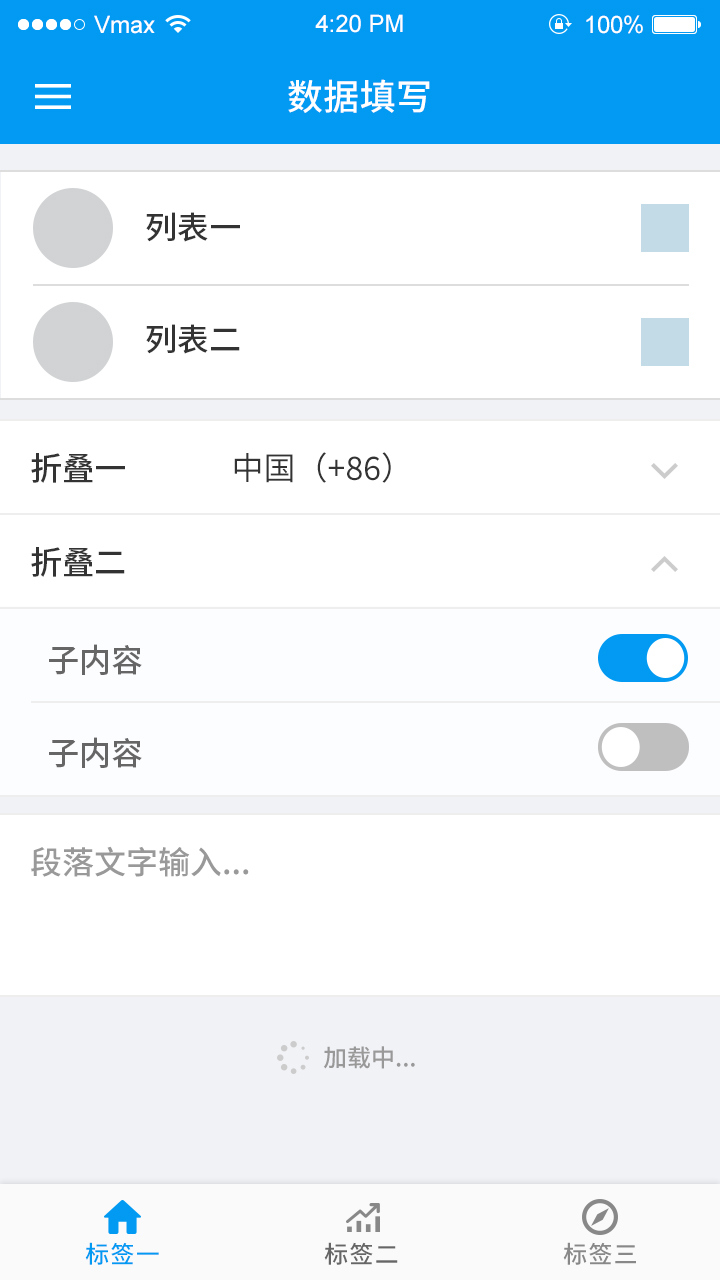 Vmax 4:20 PM 100%
数据填写
列表一
列表二
折叠一 中国（+86）
折叠二
子内容
子内容
段落文字输入...
加载中...
标签一 标签二 标签三